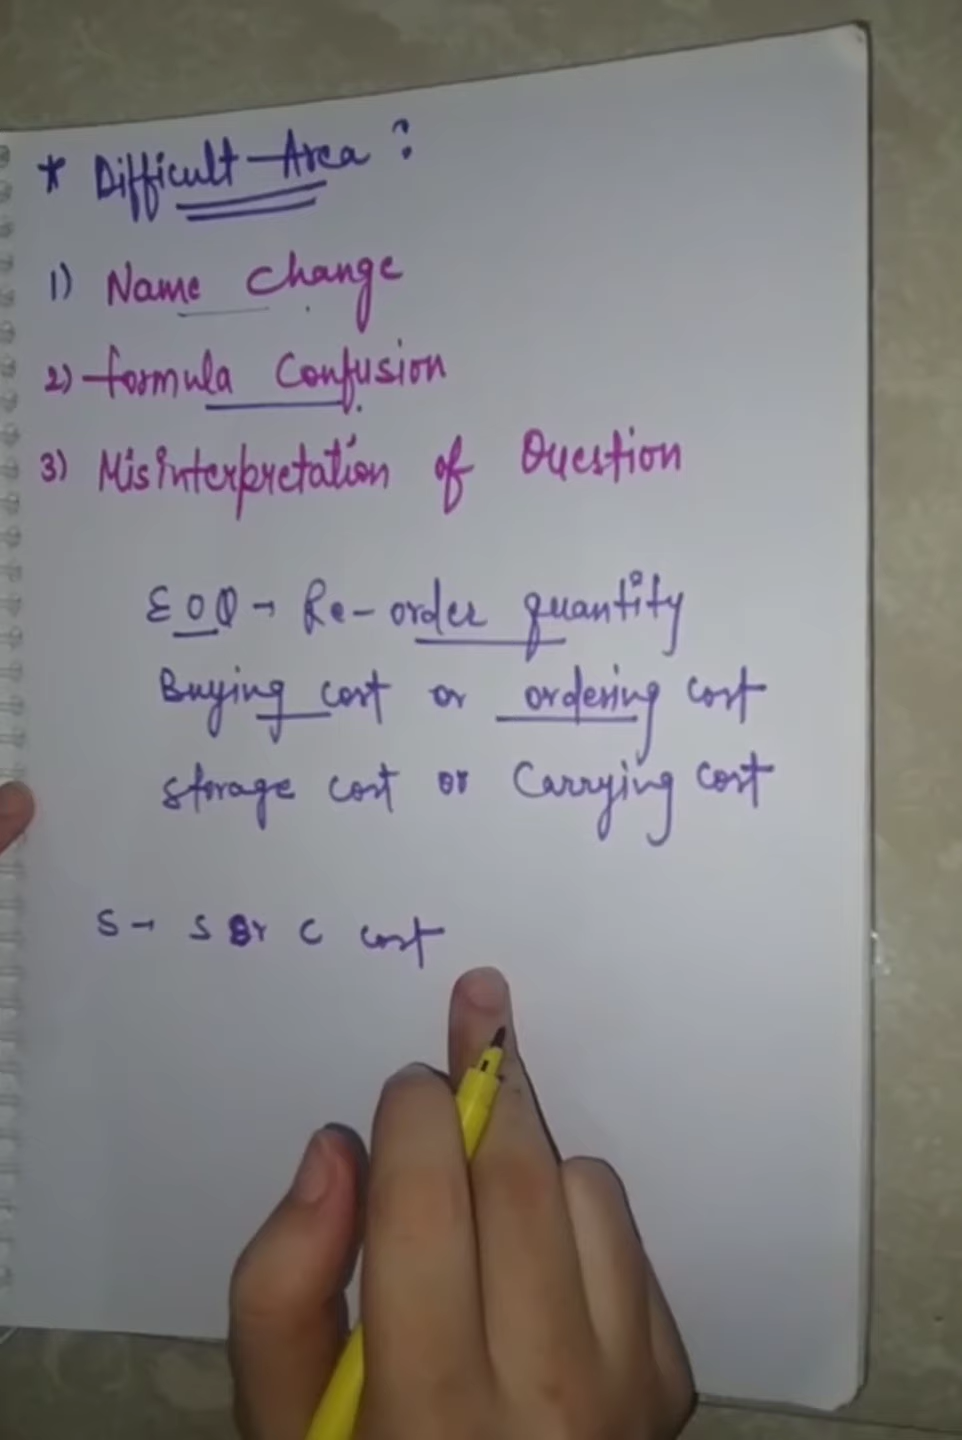 * Difficult Area :
1) Name change
2) formula Confusion
3) Misinterpretation of Question
EOQ → Re-order quantity
Buying cost or ordering cost
Storage cost or Carrying cost
S → S or C cost